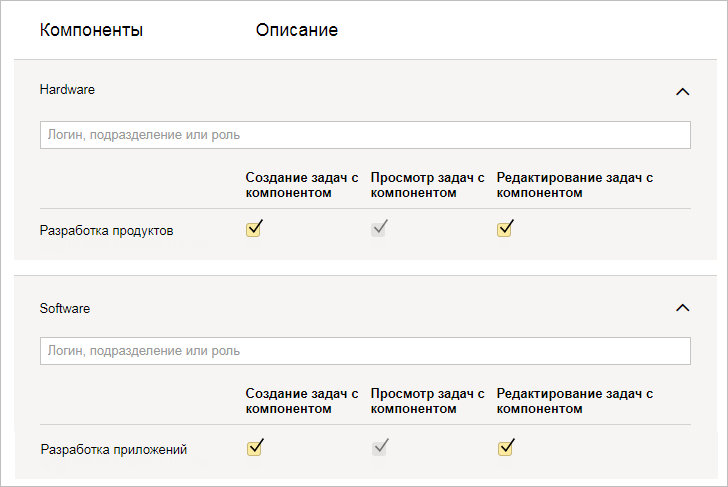 Компоненты Описание
Hardware
Логин, подразделение или роль
Создание задач с Просмотр задач с Редактирование задач с
компонентом компонентом компонентом
Разработка продуктов
Software
Логин, подразделение или роль
Создание задач с Просмотр задач с Редактирование задач с
компонентом компонентом компонентом
Разработка приложений